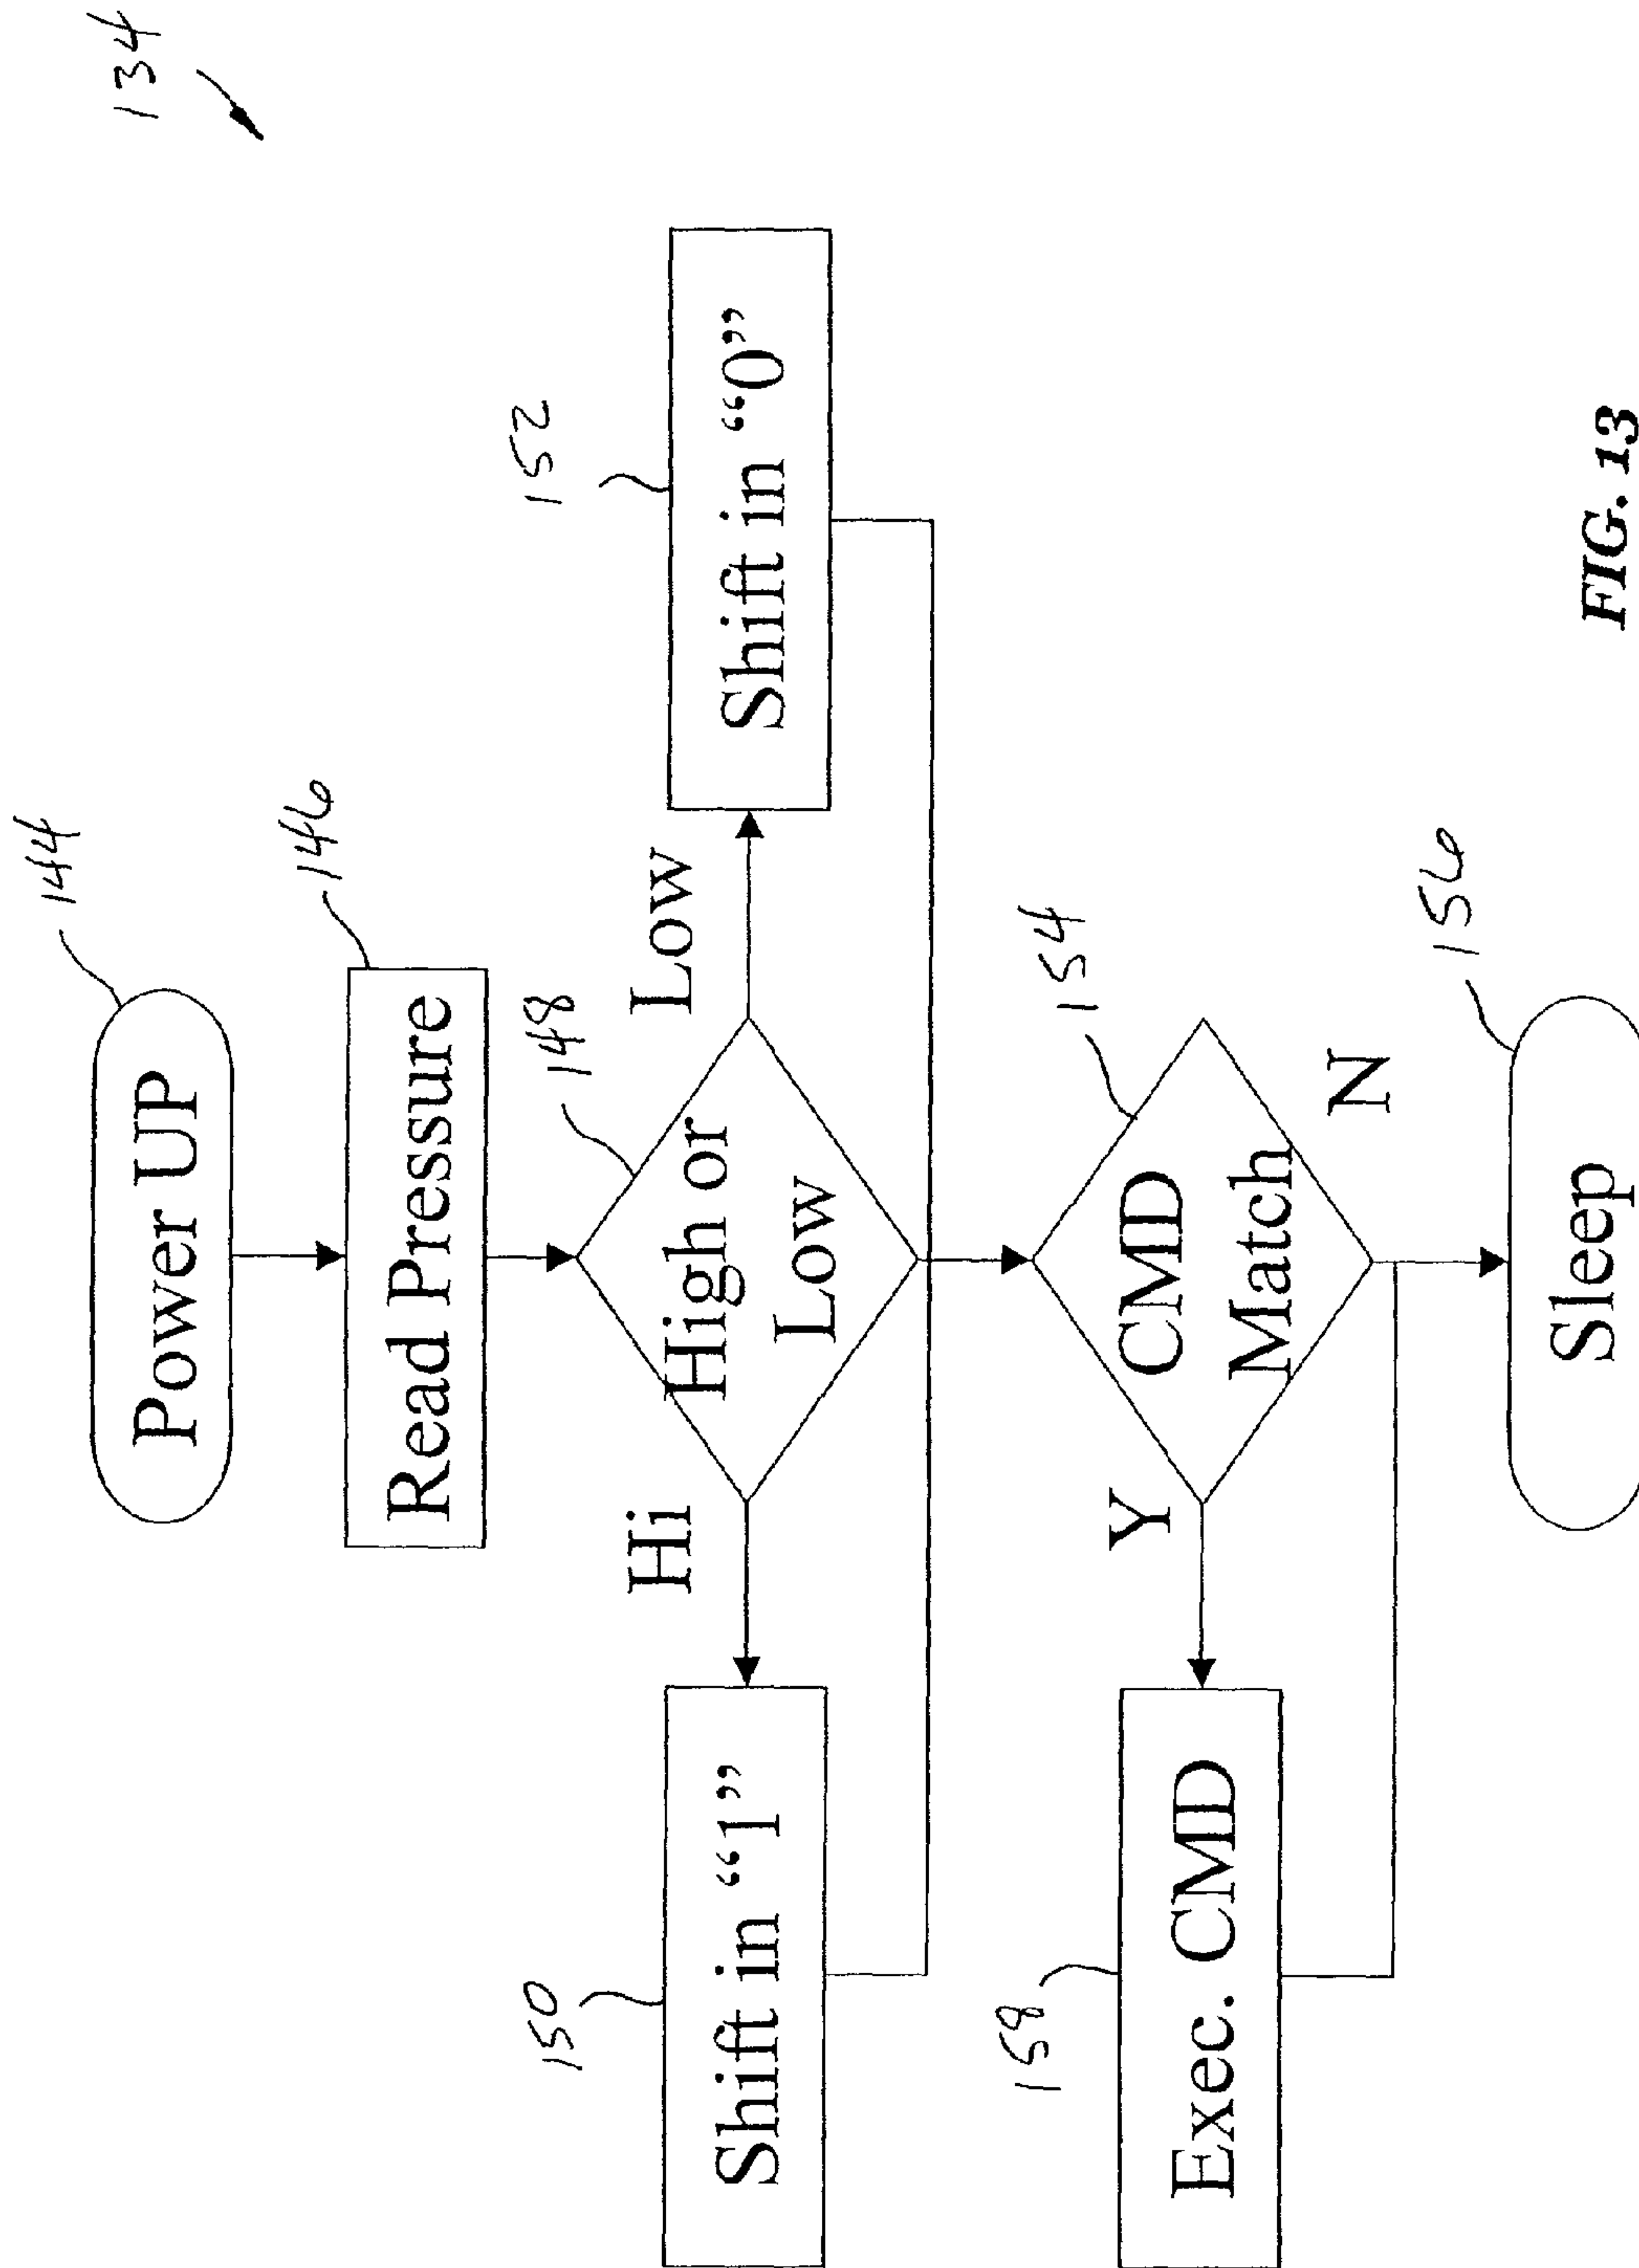 134
144
Power UP
146
Read Pressure
148
High or
Low
Hi
Low
150
Shift in “1”
152
Shift in “0”
154
CMD
Match
Y
N
158
Exec. CMD
156
Sleep
FIG. 13